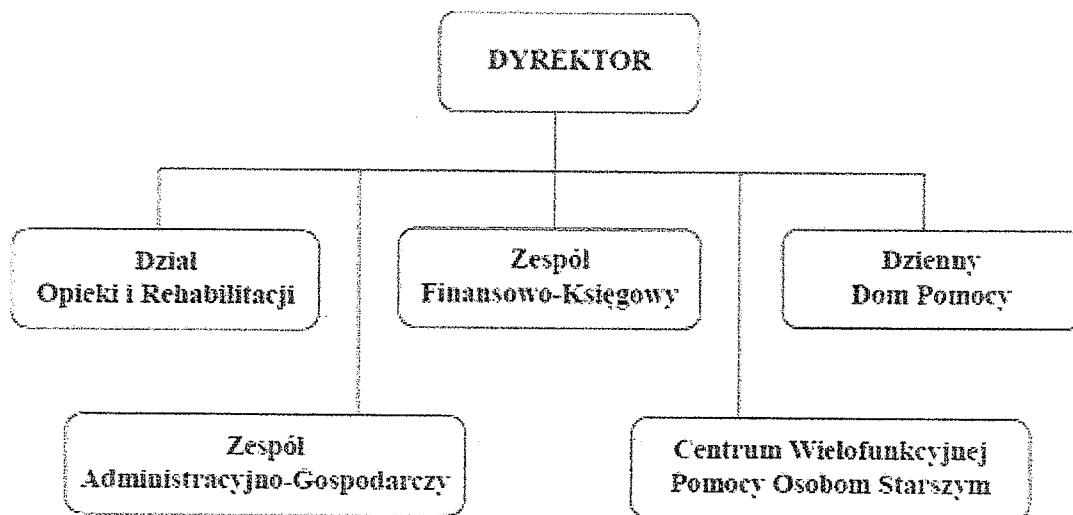 DYREKTOR
Dział
Opieki i Rehabilitacji
Zespół
Finansowo-Księgowy
Dzienny
Dom Pomocy
Zespół
Administracyjno-Gospodarczy
Centrum Wielofunkcyjnej
Pomocy Osobom Starszym